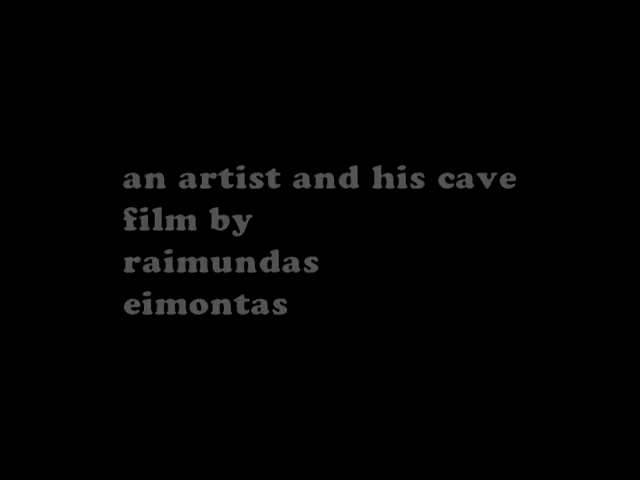 an artist and his cave
film by
raimundas
eimontas